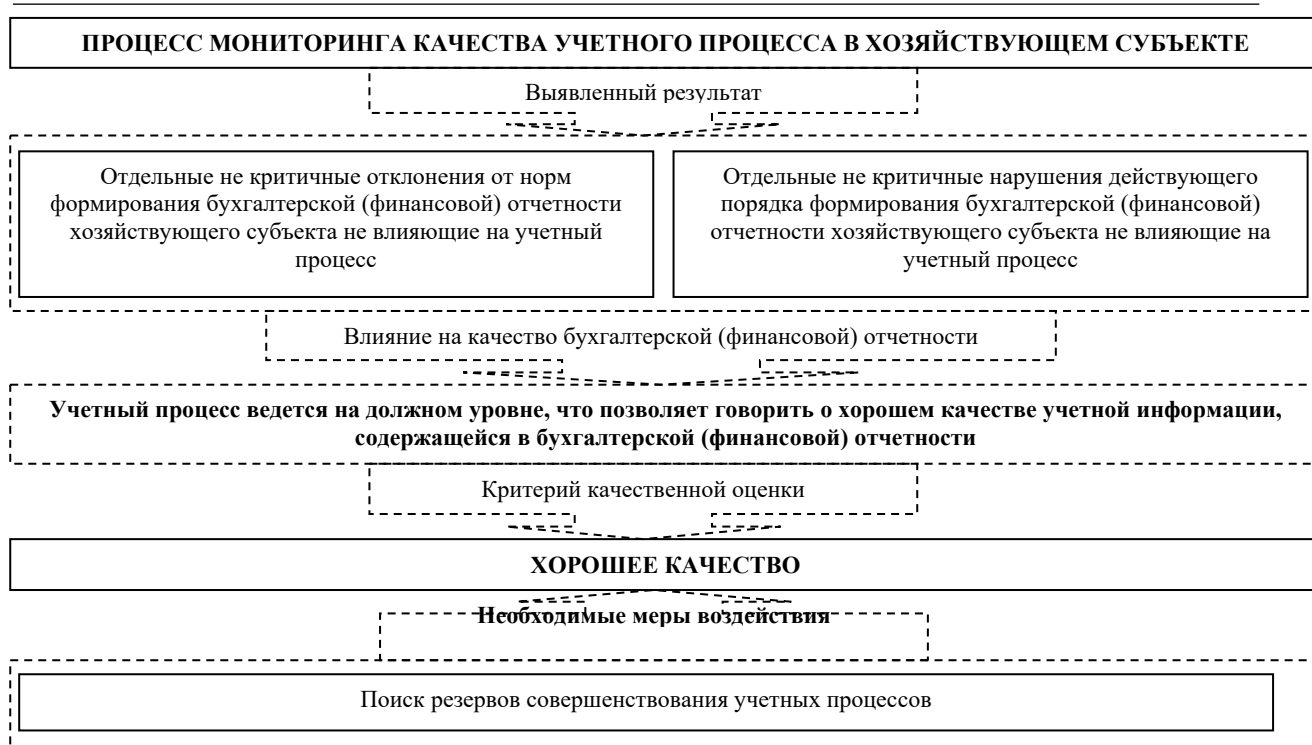 ПРОЦЕСС МОНИТОРИНГА КАЧЕСТВА УЧЕТНОГО ПРОЦЕССА В ХОЗЯЙСТВУЮЩЕМ СУБЪЕКТЕ
Выявленный результат
Отдельные не критичные отклонения от норм
формирования бухгалтерской (финансовой) отчетности
хозяйствующего субъекта не влияющие на учетный
процесс
Отдельные не критичные нарушения действующего
порядка формирования бухгалтерской (финансовой)
отчетности хозяйствующего субъекта не влияющие на
учетный процесс
Влияние на качество бухгалтерской (финансовой) отчетности
Учетный процесс ведется на должном уровне, что позволяет говорить о хорошем качестве учетной информации,
содержащейся в бухгалтерской (финансовой) отчетности
Критерий качественной оценки
ХОРОШЕЕ КАЧЕСТВО
Необходимые меры воздействия
Поиск резервов совершенствования учетных процессов